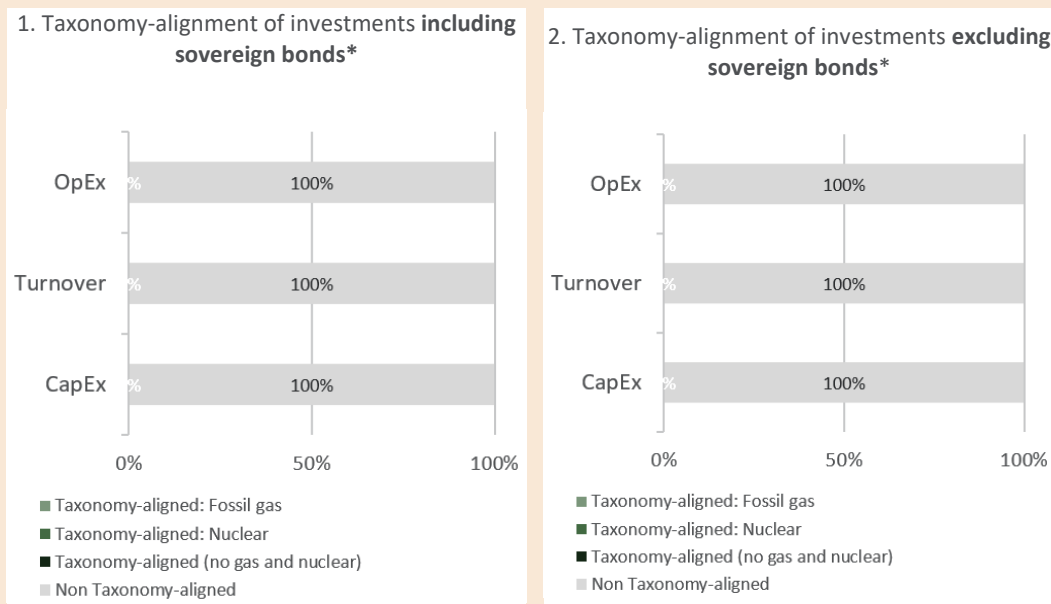 1. Taxonomy-alignment of investments including
sovereign bonds*
OpEx
%
100%
Turnover
%
100%
CapEx
%
100%
0%
50%
100%
Taxonomy-aligned: Fossil gas
Taxonomy-aligned: Nuclear
Taxonomy-aligned (no gas and nuclear)
Non Taxonomy-aligned
2. Taxonomy-alignment of investments excluding
sovereign bonds*
OpEx
%
100%
Turnover
%
100%
CapEx
%
100%
0%
50%
100%
Taxonomy-aligned: Fossil gas
Taxonomy-aligned: Nuclear
Taxonomy-aligned (no gas and nuclear)
Non Taxonomy-aligned